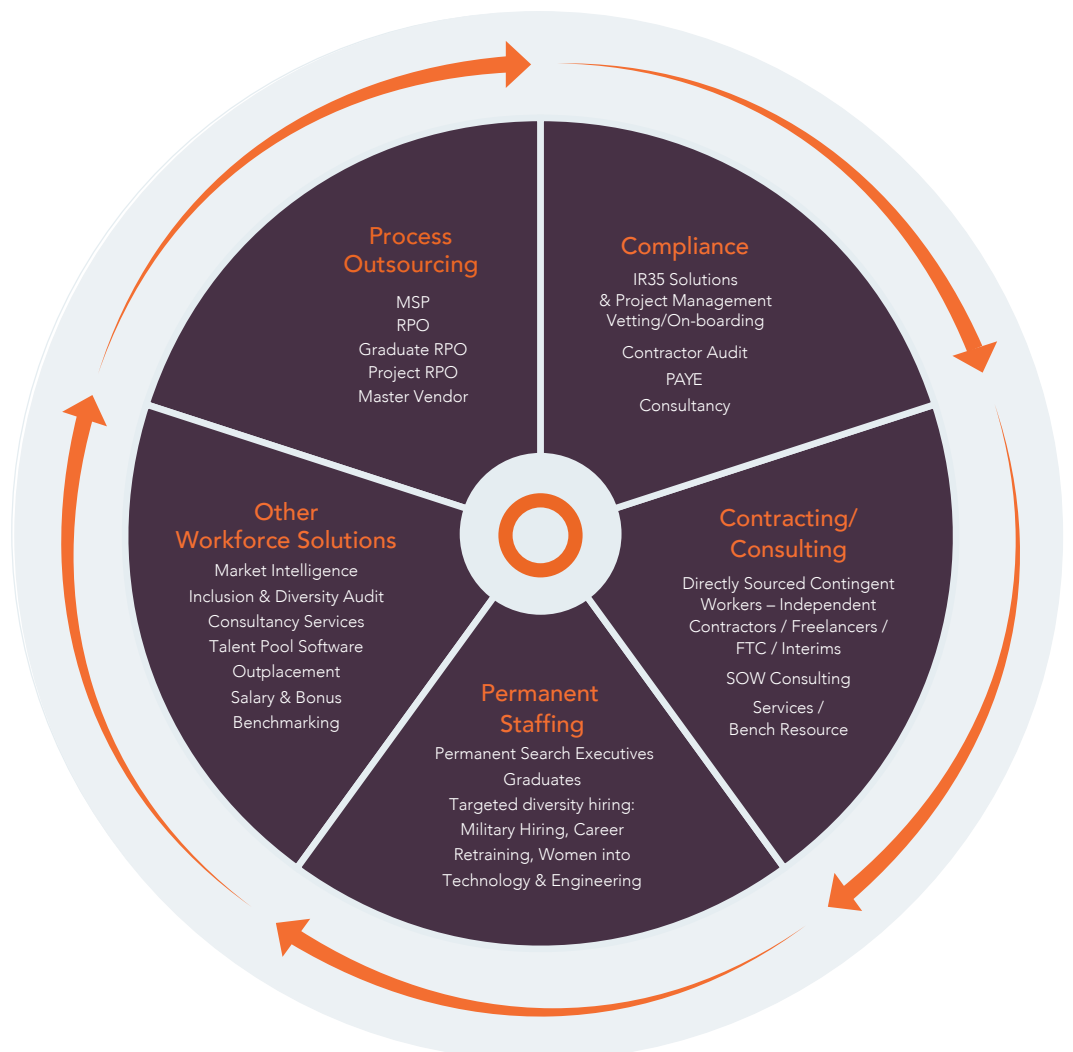 Process
Outsourcing
MSP
RPO
Graduate RPO
Project RPO
Master Vendor
Compliance
IR35 Solutions
& Project Management
Vetting/On-boarding
Contractor Audit
PAYE
Consultancy
Contracting/
Consulting
Directly Sourced Contingent
Workers – Independent
Contractors / Freelancers /
FTC / Interims
SOW Consulting
Services /
Bench Resource
Permanent
Staffing
Permanent Search Executives
Graduates
Targeted diversity hiring:
Military Hiring, Career
Retraining, Women into
Technology & Engineering
Other
Workforce Solutions
Market Intelligence
Inclusion & Diversity Audit
Consultancy Services
Talent Pool Software
Outplacement
Salary & Bonus
Benchmarking